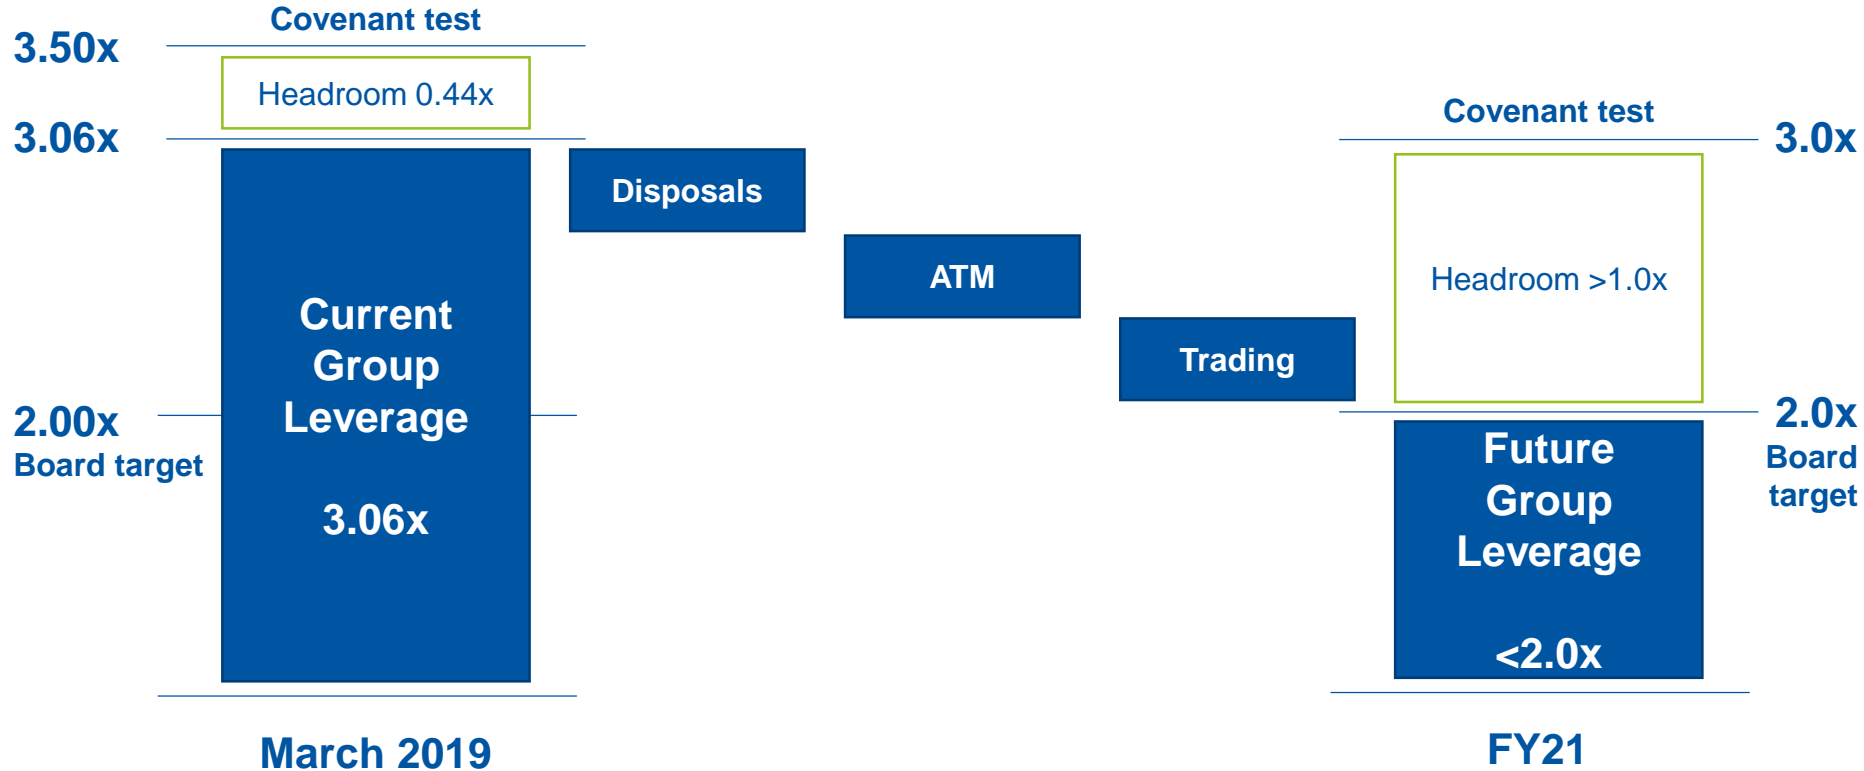 Covenant test
3.50x
Headroom 0.44x
3.06x
Current
Group
Leverage
3.06x
2.00x
Board target
March 2019
Disposals
ATM
Trading
Covenant test
3.0x
Headroom >1.0x
2.0x
Board
target
Future
Group
Leverage
<2.0x
FY21